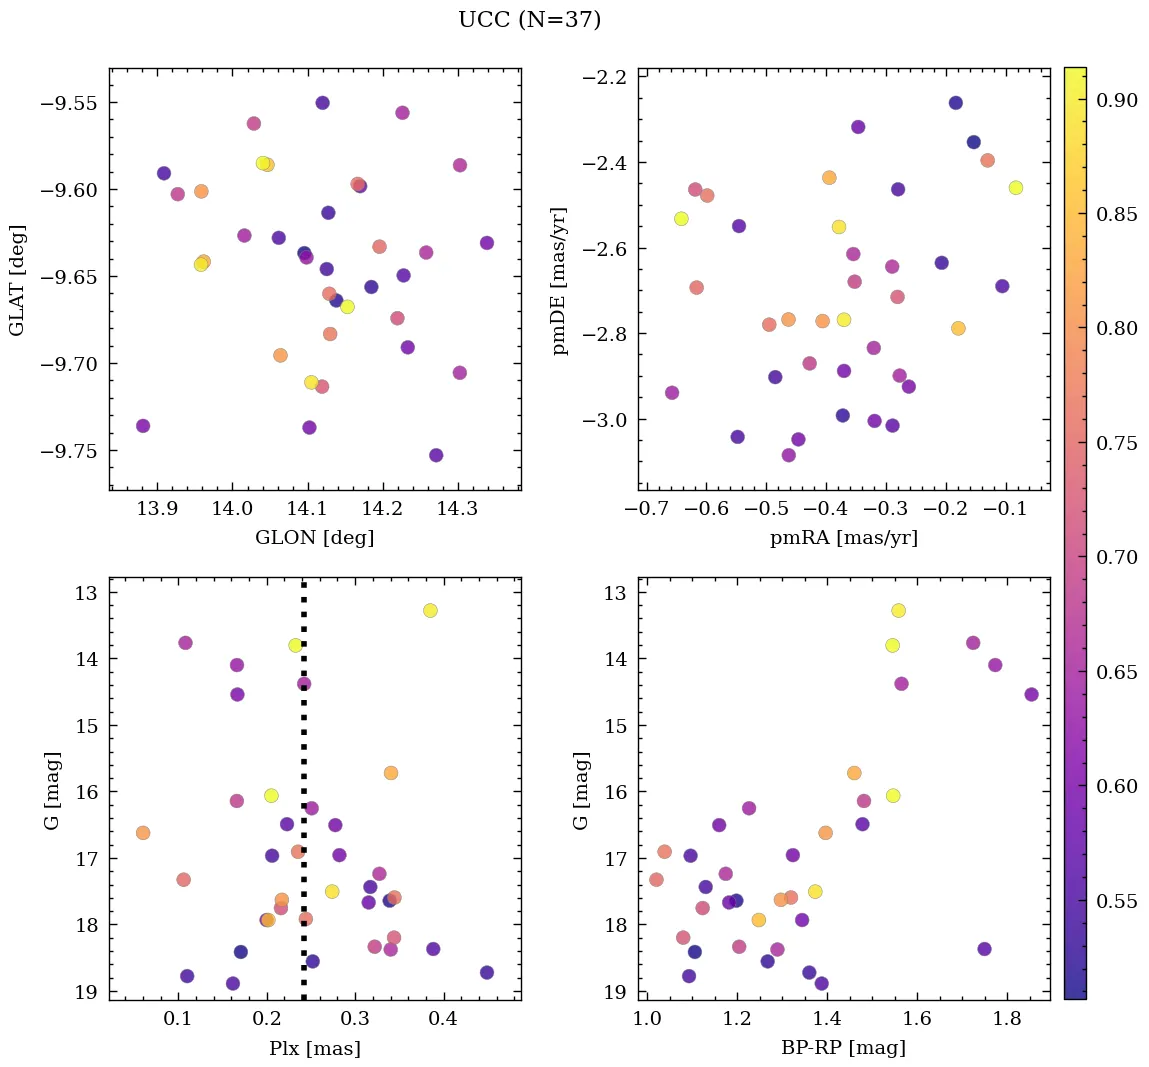 UCC (N=37)
−9.55
−9.60
−9.65
−9.70
−9.75
GLAT [deg]
13.9 14.0 14.1 14.2 14.3
GLON [deg]
−2.2
−2.4
−2.6
−2.8
−3.0
pmDE [mas/yr]
−0.7 −0.6 −0.5 −0.4 −0.3 −0.2 −0.1
pmRA [mas/yr]
13
14
15
16
17
18
19
G [mag]
0.1 0.2 0.3 0.4
Plx [mas]
13
14
15
16
17
18
19
G [mag]
1.0 1.2 1.4 1.6 1.8
BP-RP [mag]
0.90
0.85
0.80
0.75
0.70
0.65
0.60
0.55